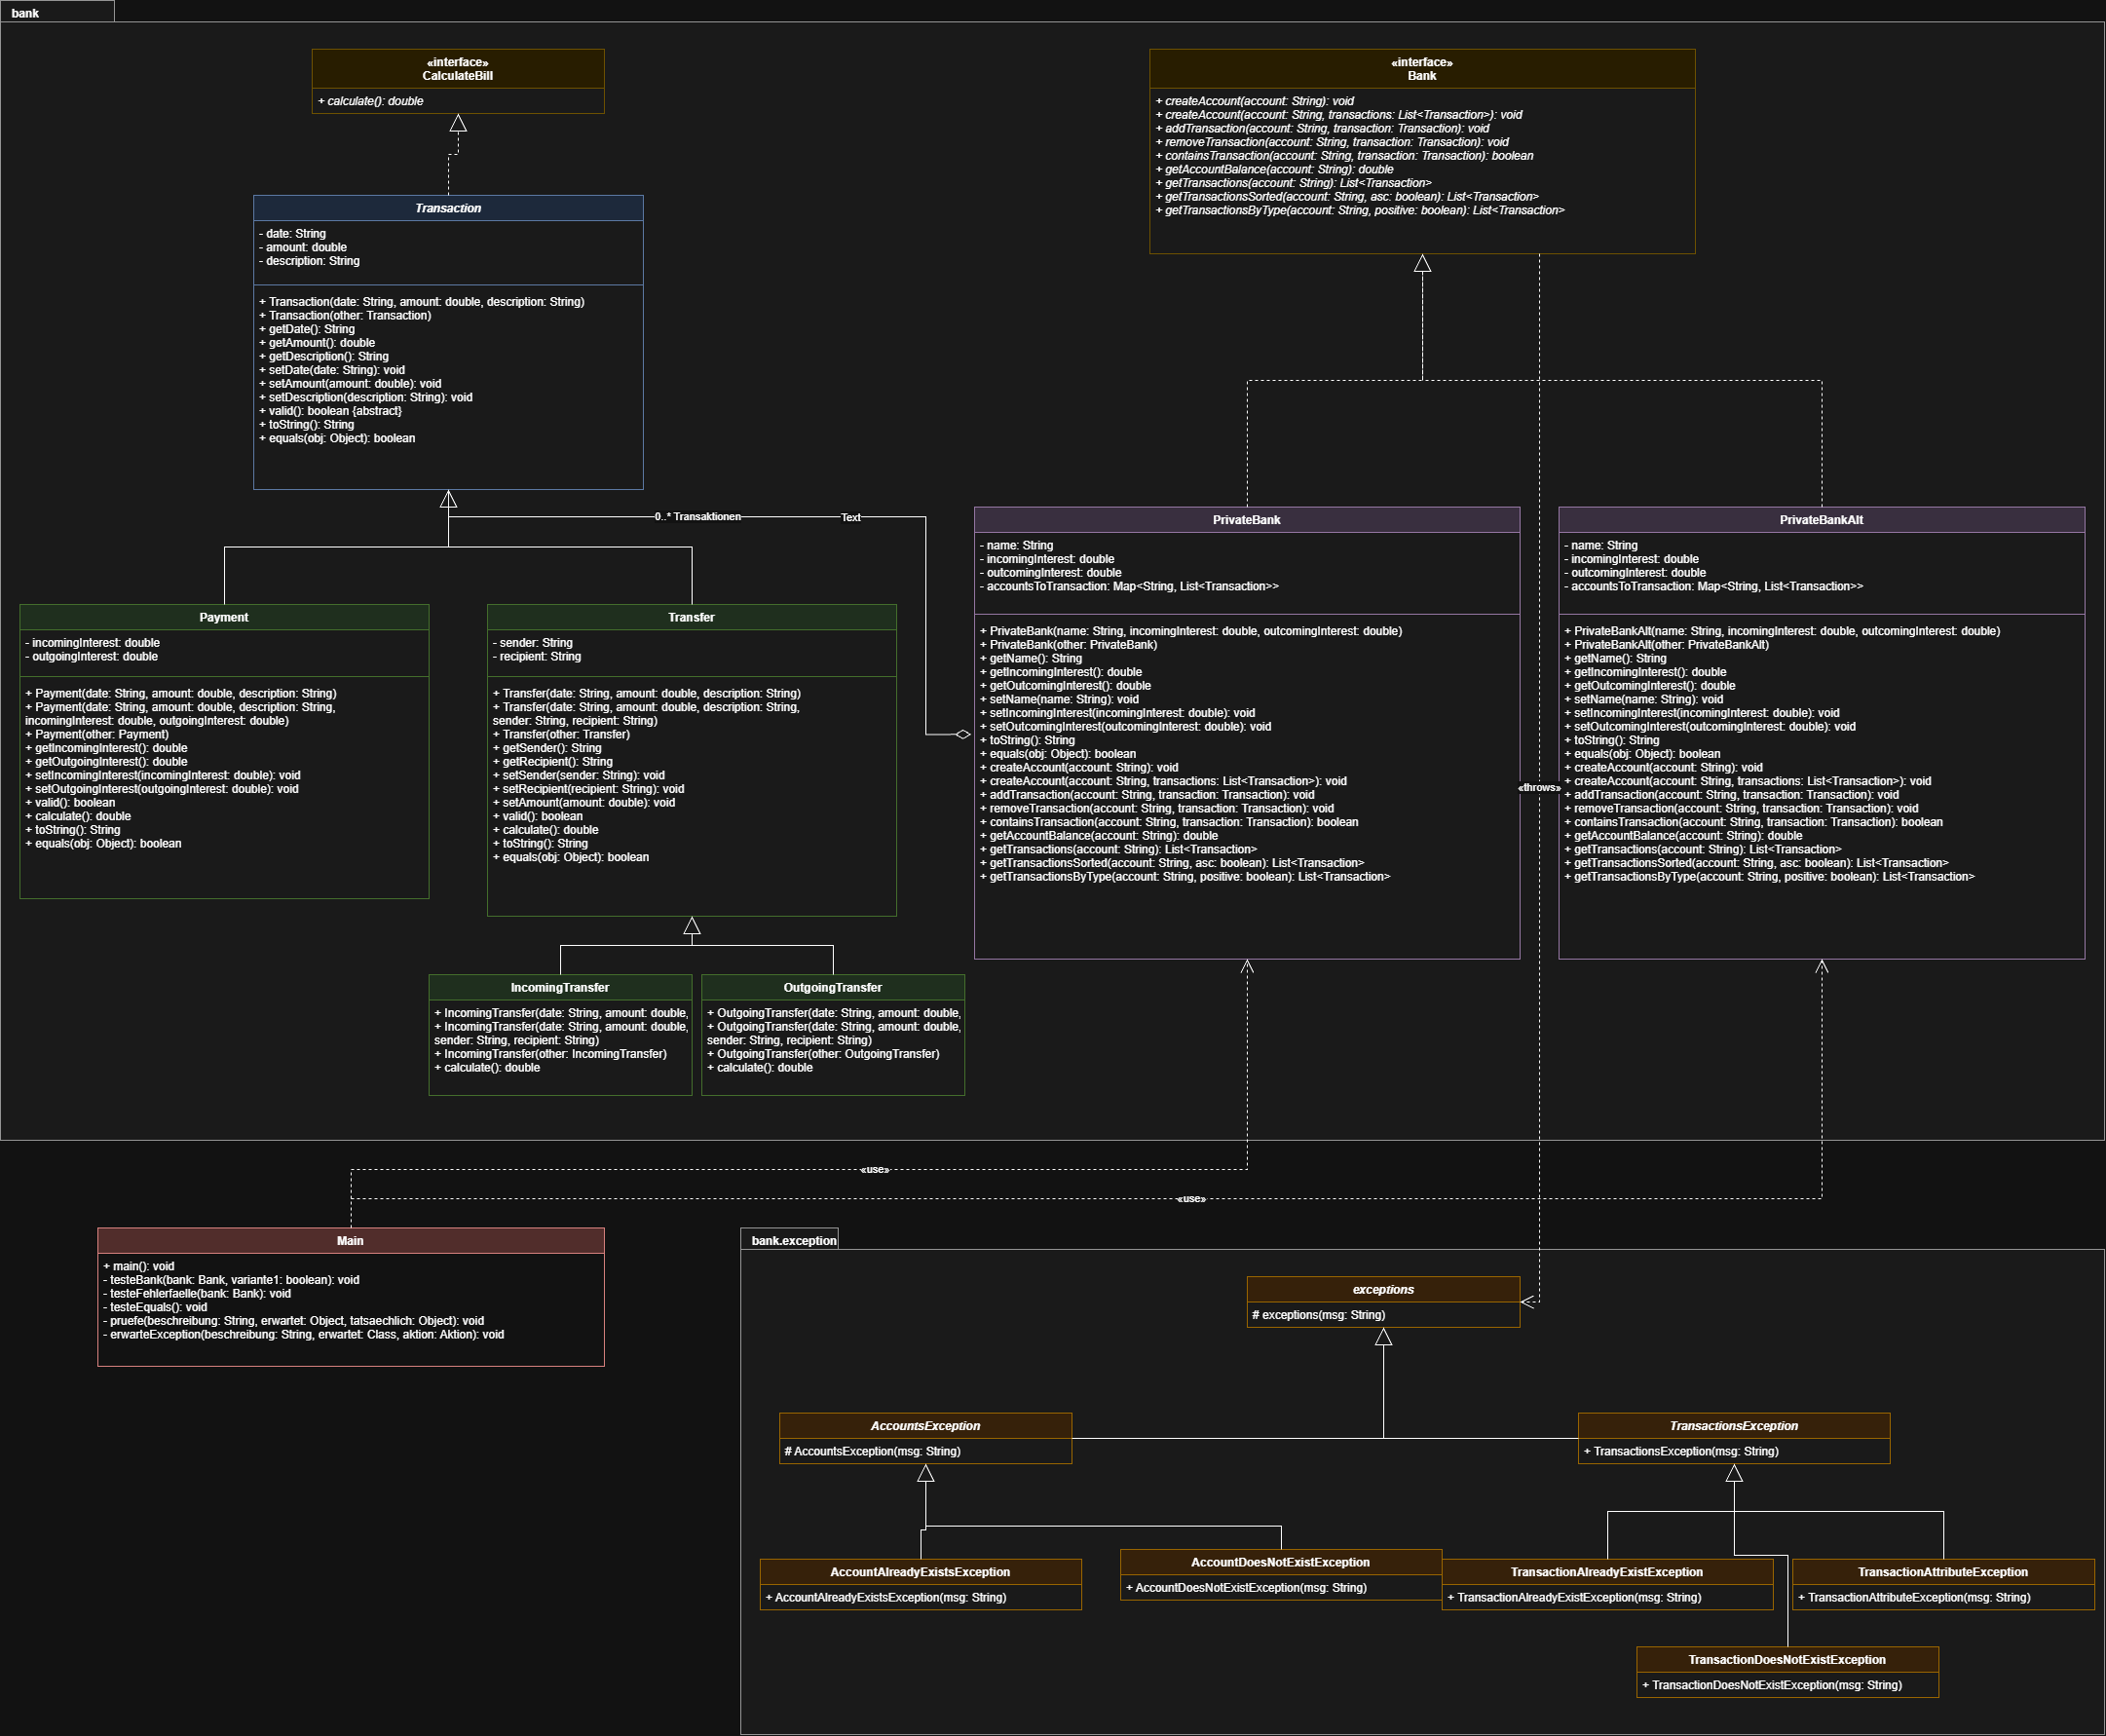 bank
«interface»
CalculateBill
+ calculate(): double
«interface»
Bank
+ createAccount(account: String): void
+ createAccount(account: String, transactions: List<Transaction>): void
+ addTransaction(account: String, transaction: Transaction): void
+ removeTransaction(account: String, transaction: Transaction): void
+ containsTransaction(account: String, transaction: Transaction): boolean
+ getAccountBalance(account: String): double
+ getTransactions(account: String): List<Transaction>
+ getTransactionsSorted(account: String, asc: boolean): List<Transaction>
+ getTransactionsByType(account: String, positive: boolean): List<Transaction>
Transaction
- date: String
- amount: double
- description: String
+ Transaction(date: String, amount: double, description: String)
+ Transaction(other: Transaction)
+ getDate(): String
+ getAmount(): double
+ getDescription(): String
+ setDate(date: String): void
+ setAmount(amount: double): void
+ setDescription(description: String): void
+ valid(): boolean {abstract}
+ toString(): String
+ equals(obj: Object): boolean
0..* Transaktionen
Text
Payment
- incomingInterest: double
- outgoingInterest: double
+ Payment(date: String, amount: double, description: String)
+ Payment(date: String, amount: double, description: String,
incomingInterest: double, outgoingInterest: double)
+ Payment(other: Payment)
+ getIncomingInterest(): double
+ getOutgoingInterest(): double
+ setIncomingInterest(incomingInterest: double): void
+ setOutgoingInterest(outgoingInterest: double): void
+ valid(): boolean
+ calculate(): double
+ toString(): String
+ equals(obj: Object): boolean
Transfer
- sender: String
- recipient: String
+ Transfer(date: String, amount: double, description: String)
+ Transfer(date: String, amount: double, description: String,
sender: String, recipient: String)
+ Transfer(other: Transfer)
+ getSender(): String
+ getRecipient(): String
+ setSender(sender: String): void
+ setRecipient(recipient: String): void
+ setAmount(amount: double): void
+ valid(): boolean
+ calculate(): double
+ toString(): String
+ equals(obj: Object): boolean
PrivateBank
- name: String
- incomingInterest: double
- outcomingInterest: double
- accountsToTransaction: Map<String, List<Transaction>>
+ PrivateBank(name: String, incomingInterest: double, outcomingInterest: double)
+ PrivateBank(other: PrivateBank)
+ getName(): String
+ getIncomingInterest(): double
+ getOutcomingInterest(): double
+ setName(name: String): void
+ setIncomingInterest(incomingInterest: double): void
+ setOutcomingInterest(outcomingInterest: double): void
+ toString(): String
+ equals(obj: Object): boolean
+ createAccount(account: String): void
+ createAccount(account: String, transactions: List<Transaction>): void
+ addTransaction(account: String, transaction: Transaction): void
+ removeTransaction(account: String, transaction: Transaction): void
+ containsTransaction(account: String, transaction: Transaction): boolean
+ getAccountBalance(account: String): double
+ getTransactions(account: String): List<Transaction>
+ getTransactionsSorted(account: String, asc: boolean): List<Transaction>
+ getTransactionsByType(account: String, positive: boolean): List<Transaction>
«throws»
PrivateBankAlt
- name: String
- incomingInterest: double
- outcomingInterest: double
- accountsToTransaction: Map<String, List<Transaction>>
+ PrivateBankAlt(name: String, incomingInterest: double, outcomingInterest: double)
+ PrivateBankAlt(other: PrivateBankAlt)
+ getName(): String
+ getIncomingInterest(): double
+ getOutcomingInterest(): double
+ setName(name: String): void
+ setIncomingInterest(incomingInterest: double): void
+ setOutcomingInterest(outcomingInterest: double): void
+ toString(): String
+ equals(obj: Object): boolean
+ createAccount(account: String): void
+ createAccount(account: String, transactions: List<Transaction>): void
+ addTransaction(account: String, transaction: Transaction): void
+ removeTransaction(account: String, transaction: Transaction): void
+ containsTransaction(account: String, transaction: Transaction): boolean
+ getAccountBalance(account: String): double
+ getTransactions(account: String): List<Transaction>
+ getTransactionsSorted(account: String, asc: boolean): List<Transaction>
+ getTransactionsByType(account: String, positive: boolean): List<Transaction>
IncomingTransfer
+ IncomingTransfer(date: String, amount: double,
+ IncomingTransfer(date: String, amount: double,
sender: String, recipient: String)
+ IncomingTransfer(other: IncomingTransfer)
+ calculate(): double
OutgoingTransfer
+ OutgoingTransfer(date: String, amount: double,
+ OutgoingTransfer(date: String, amount: double,
sender: String, recipient: String)
+ OutgoingTransfer(other: OutgoingTransfer)
+ calculate(): double
«use»
«use»
Main
+ main(): void
- testeBank(bank: Bank, variante1: boolean): void
- testeFehlerfaelle(bank: Bank): void
- testeEquals(): void
- pruefe(beschreibung: String, erwartet: Object, tatsaechlich: Object): void
- erwarteException(beschreibung: String, erwartet: Class, aktion: Aktion): void
bank.exception
exceptions
# exceptions(msg: String)
AccountsException
# AccountsException(msg: String)
TransactionsException
+ TransactionsException(msg: String)
AccountAlreadyExistsException
+ AccountAlreadyExistsException(msg: String)
AccountDoesNotExistException
+ AccountDoesNotExistException(msg: String)
TransactionAlreadyExistException
+ TransactionAlreadyExistException(msg: String)
TransactionAttributeException
+ TransactionAttributeException(msg: String)
TransactionDoesNotExistException
+ TransactionDoesNotExistException(msg: String)